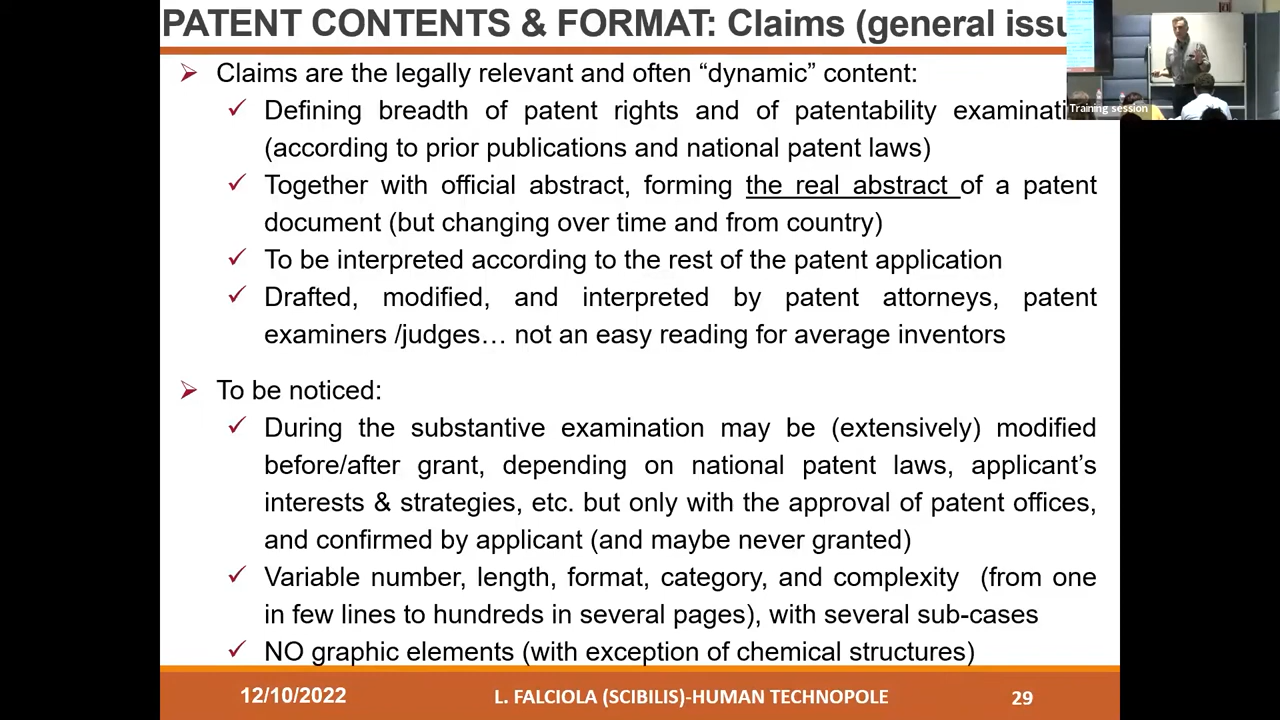 PATENT CONTENTS & FORMAT: Claims (general issu
Training session
➢ Claims are the legally relevant and often “dynamic” content:
✓ Defining breadth of patent rights and of patentability examinati
(according to prior publications and national patent laws)
✓ Together with official abstract, forming the real abstract of a patent
document (but changing over time and from country)
✓ To be interpreted according to the rest of the patent application
✓ Drafted, modified, and interpreted by patent attorneys, patent
examiners /judges… not an easy reading for average inventors
➢ To be noticed:
✓ During the substantive examination may be (extensively) modified
before/after grant, depending on national patent laws, applicant’s
interests & strategies, etc. but only with the approval of patent offices,
and confirmed by applicant (and maybe never granted)
✓ Variable number, length, format, category, and complexity (from one
in few lines to hundreds in several pages), with several sub-cases
✓ NO graphic elements (with exception of chemical structures)
12/10/2022
L. FALCIOLA (SCIBILIS)-HUMAN TECHNOPOLE
29